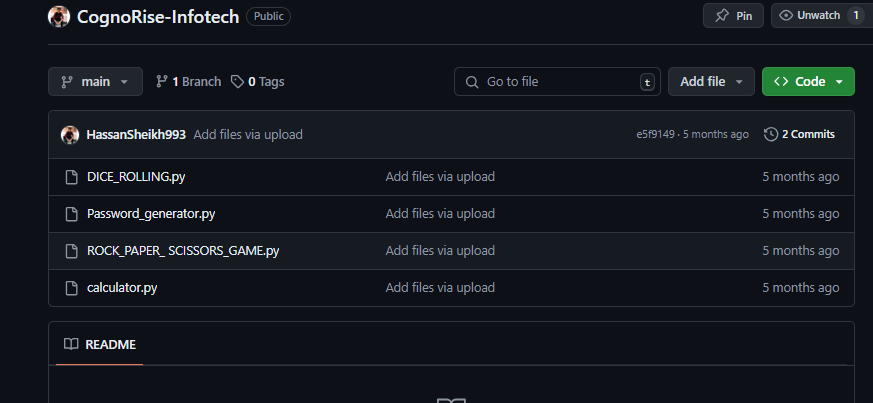 CognoRise-Infotech Public Pin Unwatch 1
main 1 Branch 0 Tags Go to file t Add file Code
HassanSheikh993 Add files via upload e5f9149 · 5 months ago 2 Commits
DICE_ROLLING.py Add files via upload 5 months ago
Password_generator.py Add files via upload 5 months ago
ROCK_PAPER_ SCISSORS_GAME.py Add files via upload 5 months ago
calculator.py Add files via upload 5 months ago
README